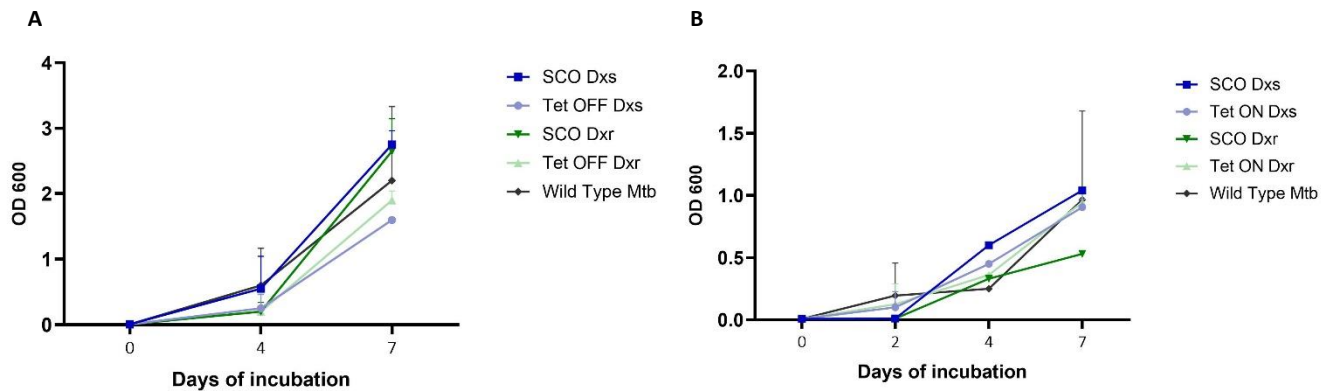 A
OD 600
4
3
2
1
0
0 4 7
Days of incubation
SCO Dxs
Tet OFF Dxs
SCO Dxr
Tet OFF Dxr
Wild Type Mtb
B
OD 600
2.0
1.5
1.0
0.5
0.0
0 2 4 7
Days of incubation
SCO Dxs
Tet ON Dxs
SCO Dxr
Tet ON Dxr
Wild Type Mtb